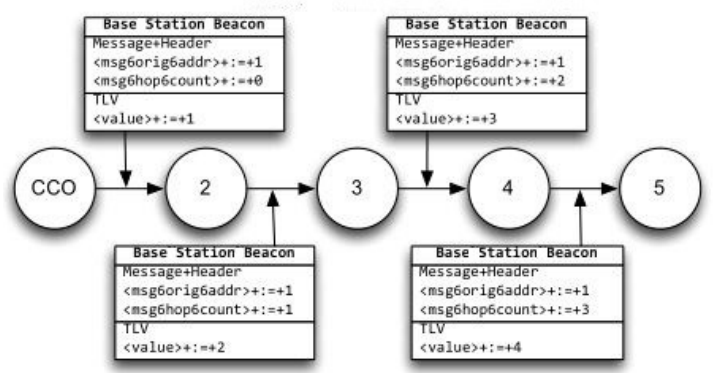 Base Station Beacon
Message+Header
<msg6orig6addr>+:=+1
<msg6hop6count>+:=+0
TLV
<value>+:=+1
Base Station Beacon
Message+Header
<msg6orig6addr>+:=+1
<msg6hop6count>+:=+2
TLV
<value>+:=+3
CCO
2
3
4
5
Base Station Beacon
Message+Header
<msg6orig6addr>+:=+1
<msg6hop6count>+:=+1
TLV
<value>+:=+2
Base Station Beacon
Message+Header
<msg6orig6addr>+:=+1
<msg6hop6count>+:=+3
TLV
<value>+:=+4